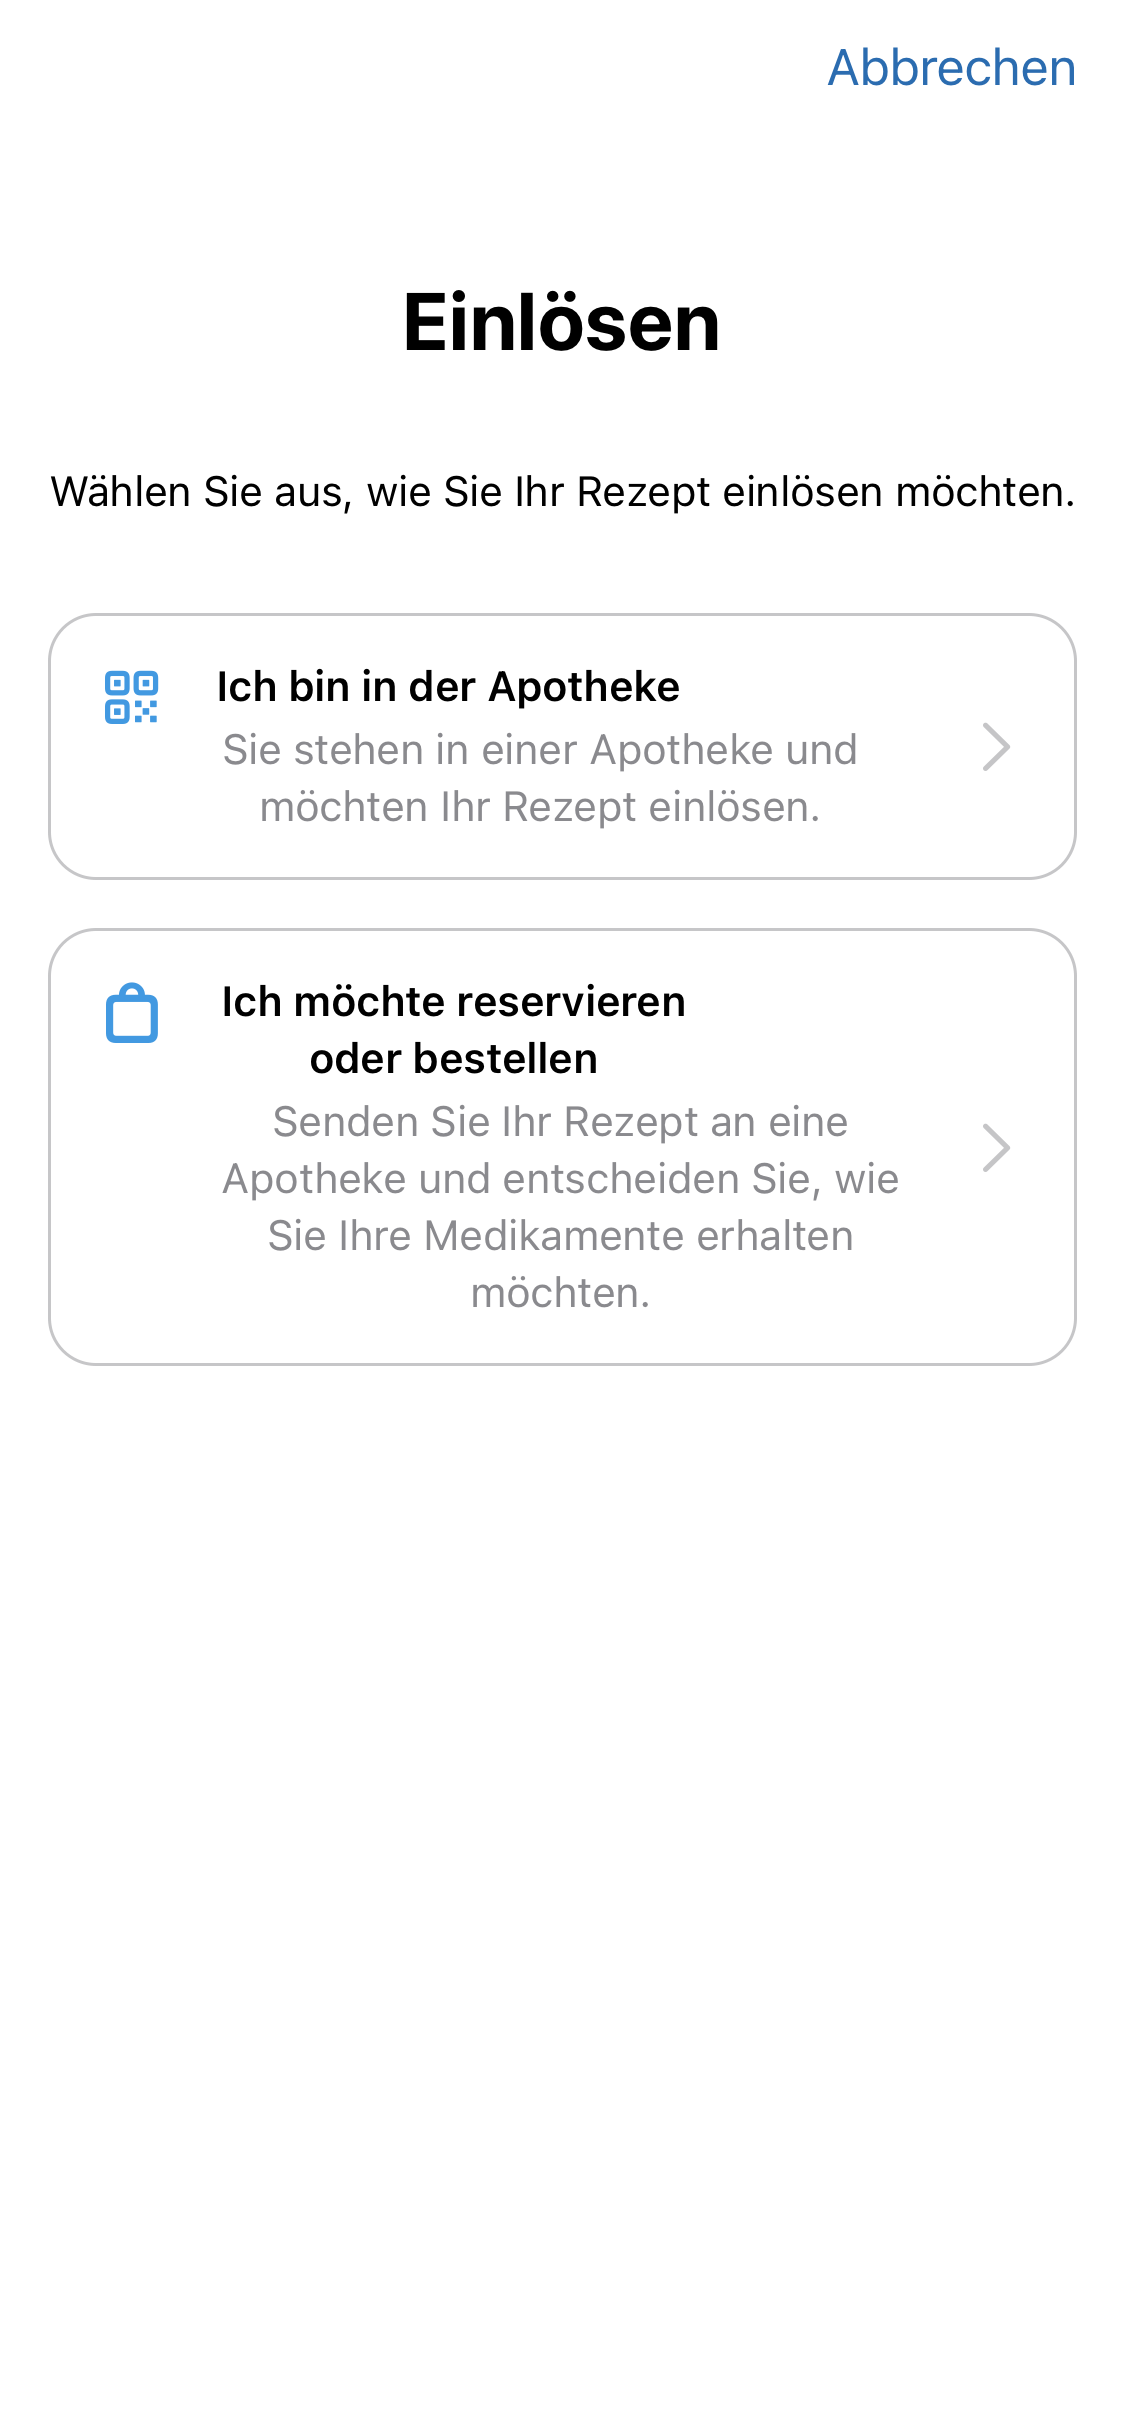 Abbrechen
Einlösen
Wählen Sie aus, wie Sie Ihr Rezept einlösen möchten.
Ich bin in der Apotheke
Sie stehen in einer Apotheke und
möchten Ihr Rezept einlösen.
Ich möchte reservieren
oder bestellen
Senden Sie Ihr Rezept an eine
Apotheke und entscheiden Sie, wie
Sie Ihre Medikamente erhalten
möchten.